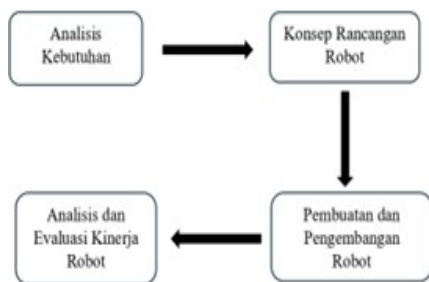 Analisis
Kebutuhan
Konsep Rancangan
Robot
Pembuatan dan
Pengembangan
Robot
Analisis dan
Evaluasi Kinerja
Robot